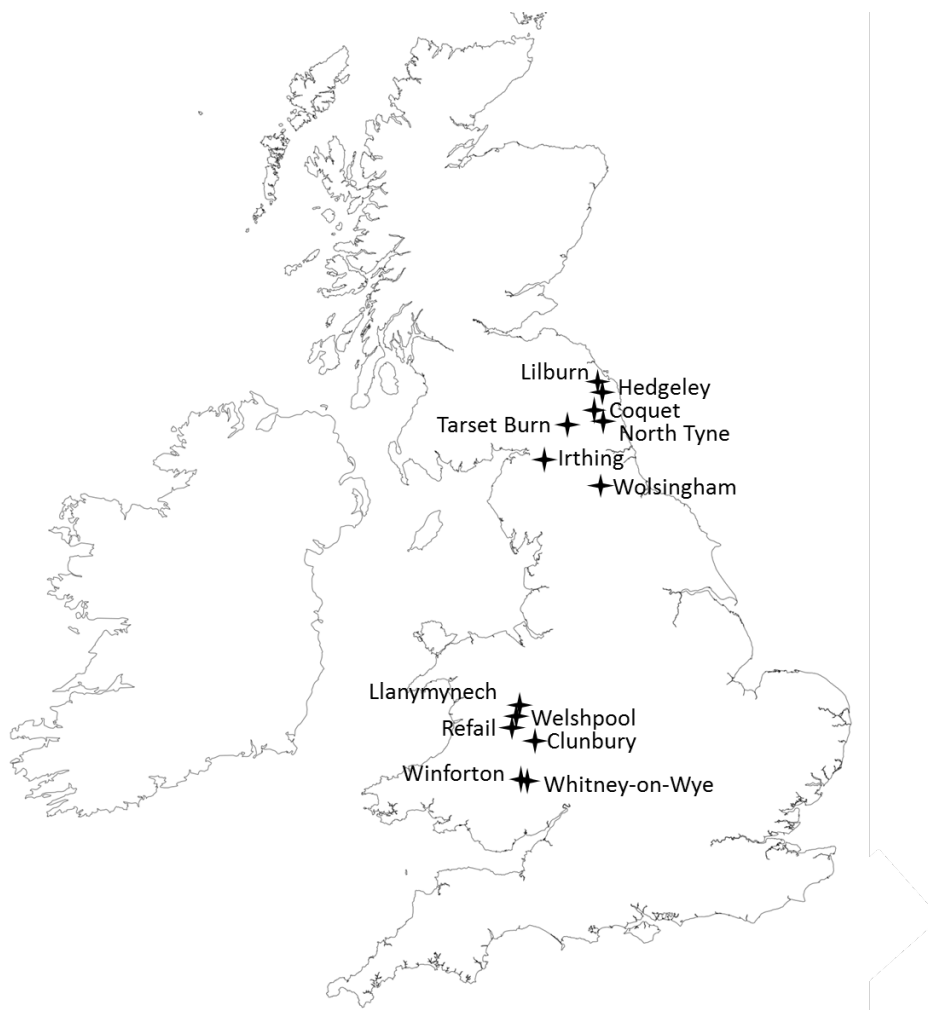 Lilburn
Hedgeley
Coquet
Tarset Burn
North Tyne
Irthing
Wolsingham
Llanymynech
Welshpool
Refail
Clunbury
Winforton
Whitney-on-Wye